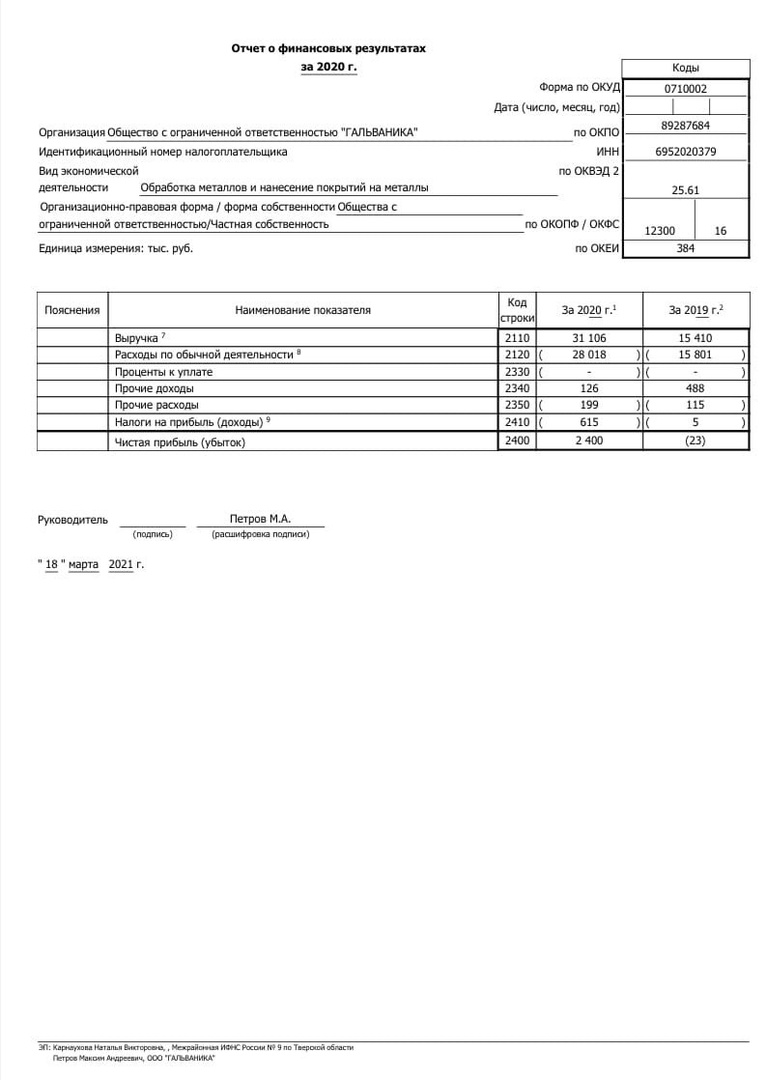 Отчет о финансовых результатах
за 2020 г.
Коды
Форма по ОКУД 0710002
Дата (число, месяц, год)
Организация Общество с ограниченной ответственностью "ГАЛЬВАНИКА" по ОКПО 89287684
Идентификационный номер налогоплательщика ИНН 6952020379
Вид экономической по ОКВЭД 2
деятельности Обработка металлов и нанесение покрытий на металлы 25.61
Организационно-правовая форма / форма собственности Общества с
ограниченной ответственностью/Частная собственность по ОКОПФ / ОКФС 12300 16
Единица измерения: тыс. руб. по ОКЕИ 384
Пояснения Наименование показателя Код строки За 2020 г.1 За 2019 г.2
Выручка 7 2110 31 106 15 410
Расходы по обычной деятельности 8 2120 ( 28 018 ) ( 15 801 )
Проценты к уплате 2330 ( - ) ( - )
Прочие доходы 2340 126 488
Прочие расходы 2350 ( 199 ) ( 115 )
Налоги на прибыль (доходы) 9 2410 ( 615 ) ( 5 )
Чистая прибыль (убыток) 2400 2 400 (23)
Руководитель Петров М.А.
(подпись) (расшифровка подписи)
" 18 " марта 2021 г.
ЭП: Карнаухова Наталья Викторовна, , Межрайонная ИФНС России № 9 по Тверской области
Петров Максим Андреевич, ООО "ГАЛЬВАНИКА"